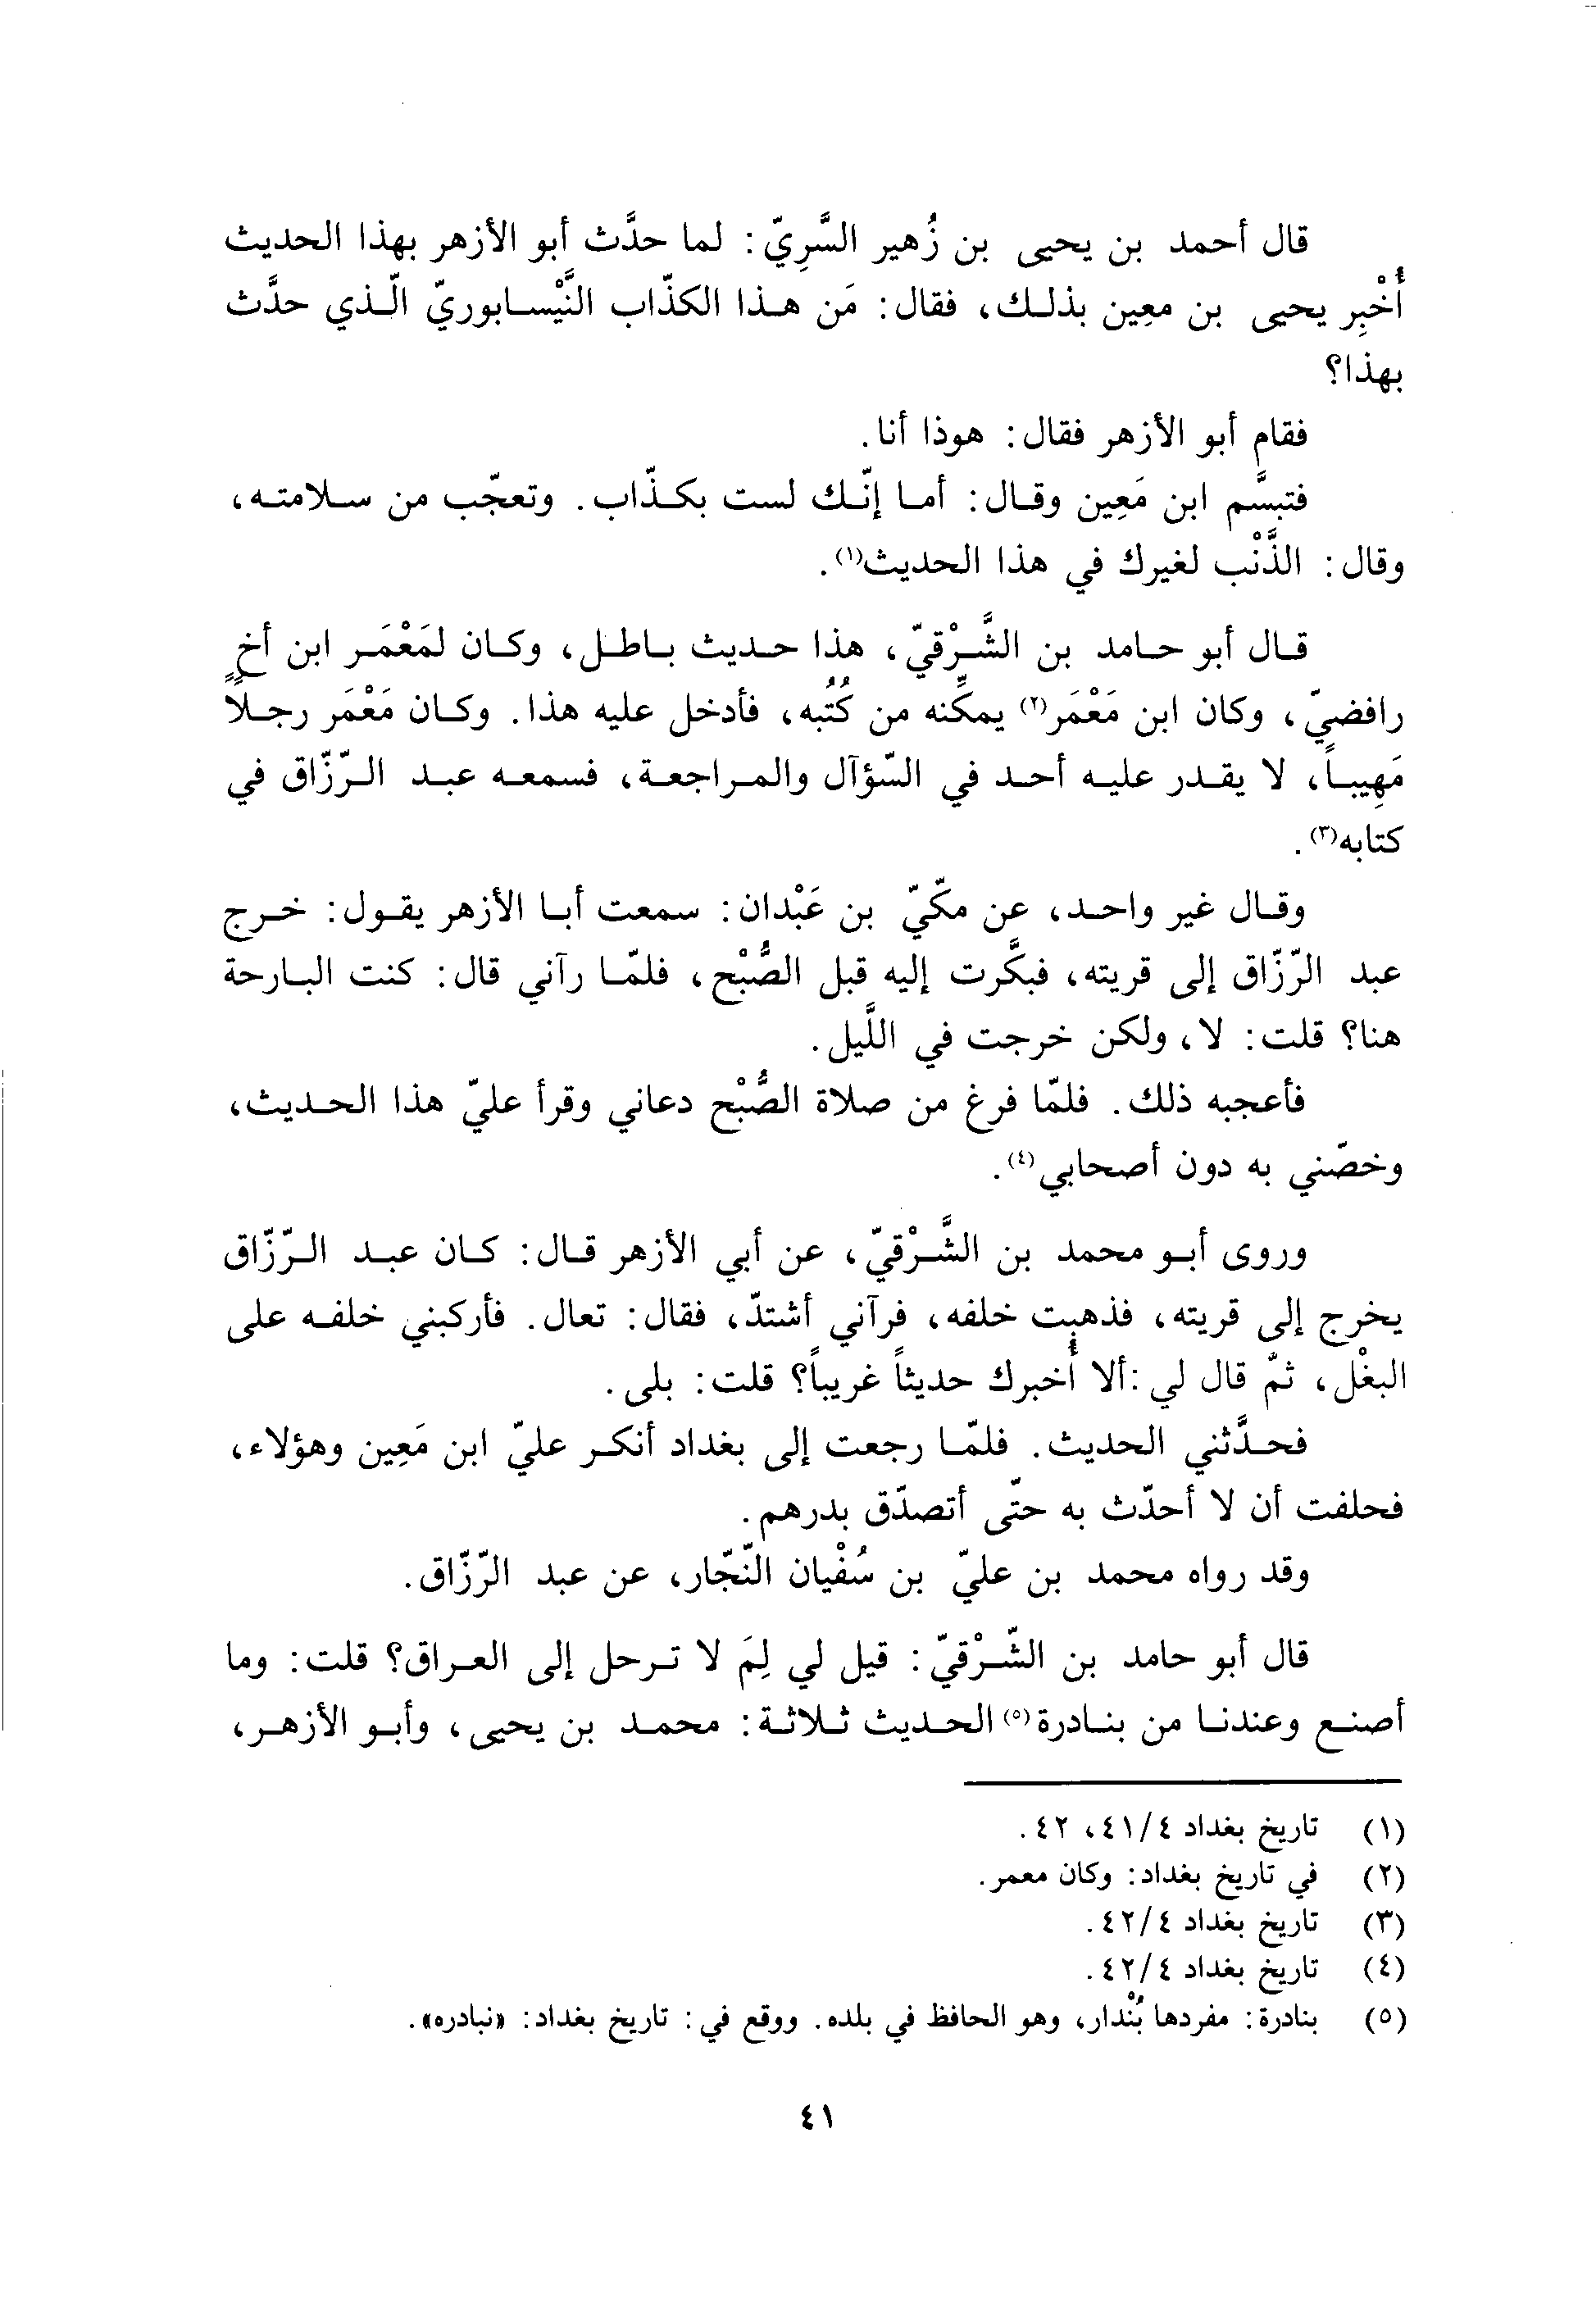 قال أحمد بن يحيى بن زُهير السَّرِيّ: لما حدَّث أبو الأزهر بهذا الحديث
أُخْبِر يحيى بن معِين بذلك، فقال: مَن هذا الكذّاب النَّيْسابوريّ الّذي حدَّث
بهذا؟
فقام أبو الأزهر فقال: هوذا أنا.
فتبسَّم ابن مَعِين وقال: أما إنّك لست بكذّاب. وتعجّب من سلامته،
وقال: الذَّنْب لغيرك في هذا الحديث(١).
قال أبو حامد بن الشَّرْقيّ، هذا حديث باطل، وكان لمَعْمَر ابن أخٍ
رافضيّ، وكان ابن مَعْمَر(٢) يمكِّنه من كُتُبه، فأدخل عليه هذا. وكان مَعْمَر رجلاً
مَهِيباً، لا يقدر عليه أحد في السّؤآل والمراجعة، فسمعه عبد الرّزّاق في
كتابه(٣).
وقال غير واحد، عن مكّيّ بن عَبْدان: سمعت أبا الأزهر يقول: خرج
عبد الرّزّاق إلى قريته، فبكَّرت إليه قبل الصُّبْح، فلمّا رآني قال: كنت البارحة
هنا؟ قلت: لا، ولكن خرجت في اللَّيل.
فأعجبه ذلك. فلمّا فرغ من صلاة الصُّبْح دعاني وقرأ عليّ هذا الحديث،
وخصّني به دون أصحابي(٤).
وروى أبو محمد بن الشَّرْقيّ، عن أبي الأزهر قال: كان عبد الرّزّاق
يخرج إلى قريته، فذهبت خلفه، فرآني أشتدّ، فقال: تعال. فأركبني خلفه على
البغْل، ثمّ قال لي: ألا أُخبرك حديثاً غريباً؟ قلت: بلى.
فحدَّثني الحديث. فلمّا رجعت إلى بغداد أنكر عليّ ابن مَعِين وهؤلاء،
فحلفت أن لا أحدّث به حتّى أتصدّق بدرهم.
وقد رواه محمد بن عليّ بن سُفْيان النّجّار، عن عبد الرّزّاق.
قال أبو حامد بن الشّرْقيّ: قيل لي لِمَ لا ترحل إلى العراق؟ قلت: وما
أصنع وعندنا من بنادرة(٥) الحديث ثلاثة: محمد بن يحيى، وأبو الأزهر،
(١) تاريخ بغداد ٤/٤١، ٤٢.
(٢) في تاريخ بغداد: وكان معمر.
(٣) تاريخ بغداد ٤/٤٢.
(٤) تاريخ بغداد ٤/٤٢.
(٥) بنادرة: مفردها بُنْدار، وهو الحافظ في بلده. ووقع في: تاريخ بغداد: «نبادره».
٤١